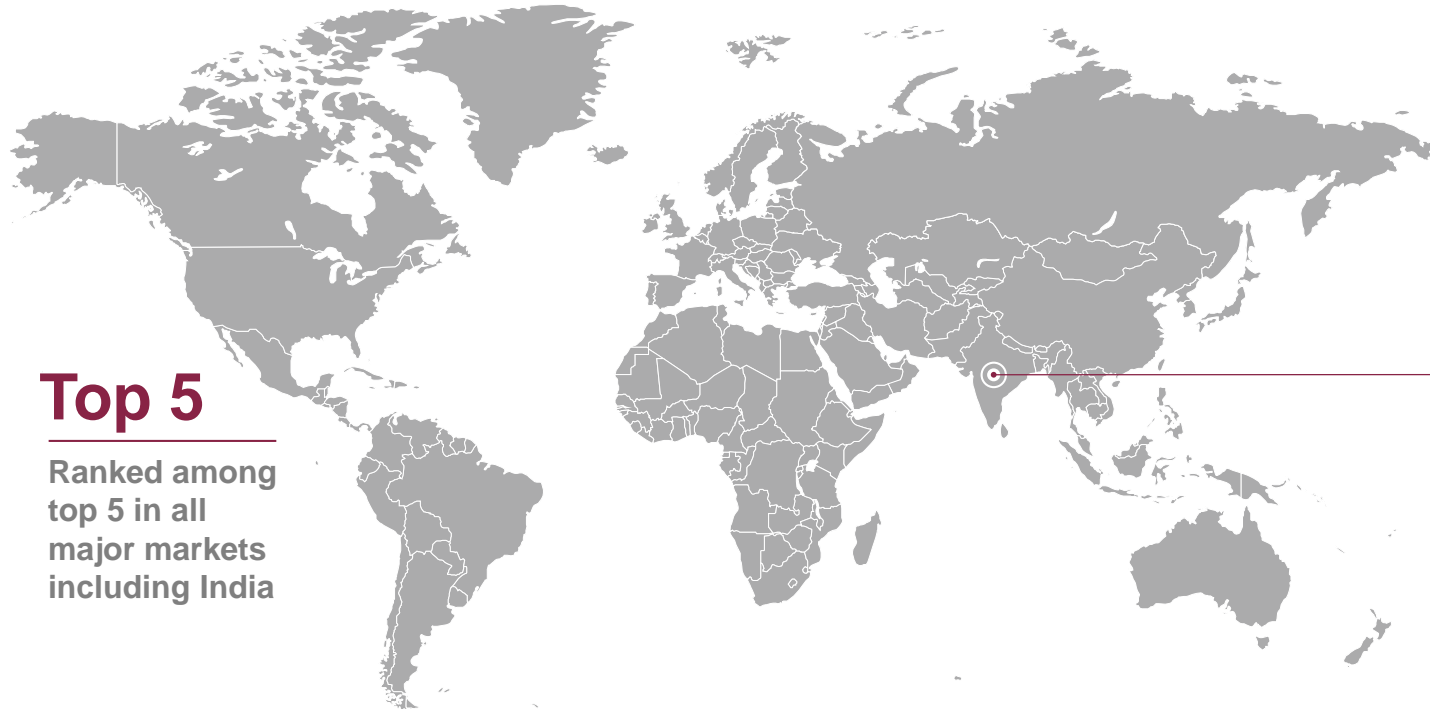 Top 5
Ranked among
top 5 in all
major markets
including India